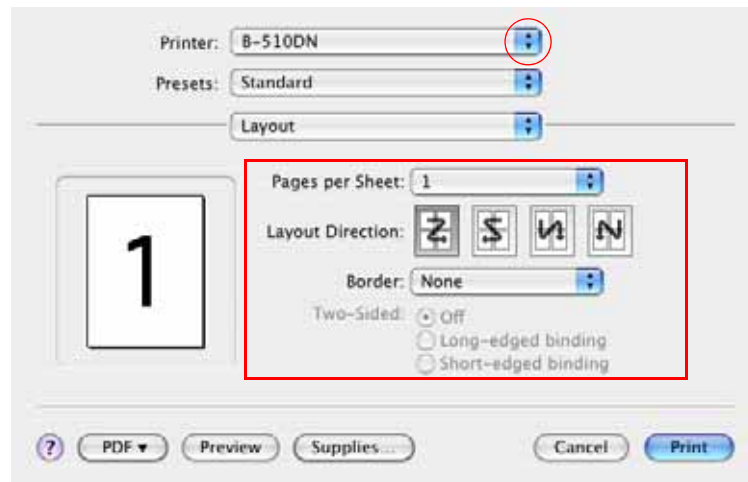 Printer: B-510DN
Presets: Standard
Layout
Pages per Sheet: 1
1
Layout Direction:
Border: None
Two-Sided: Off
Long-edged binding
Short-edged binding
? PDF▼ Preview Supplies... Cancel Print